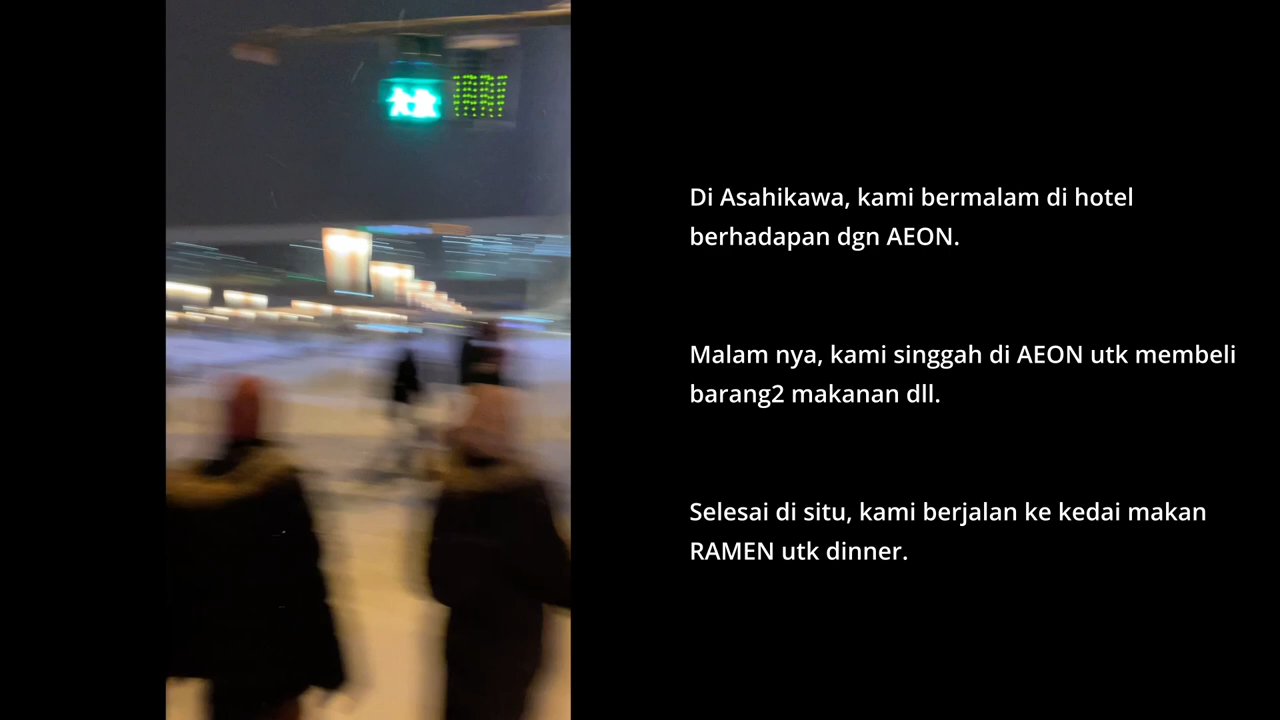 Di Asahikawa, kami bermalam di hotel
berhadapan dgn AEON.
Malam nya, kami singgah di AEON utk membeli
barang2 makanan dll.
Selesai di situ, kami berjalan ke kedai makan
RAMEN utk dinner.